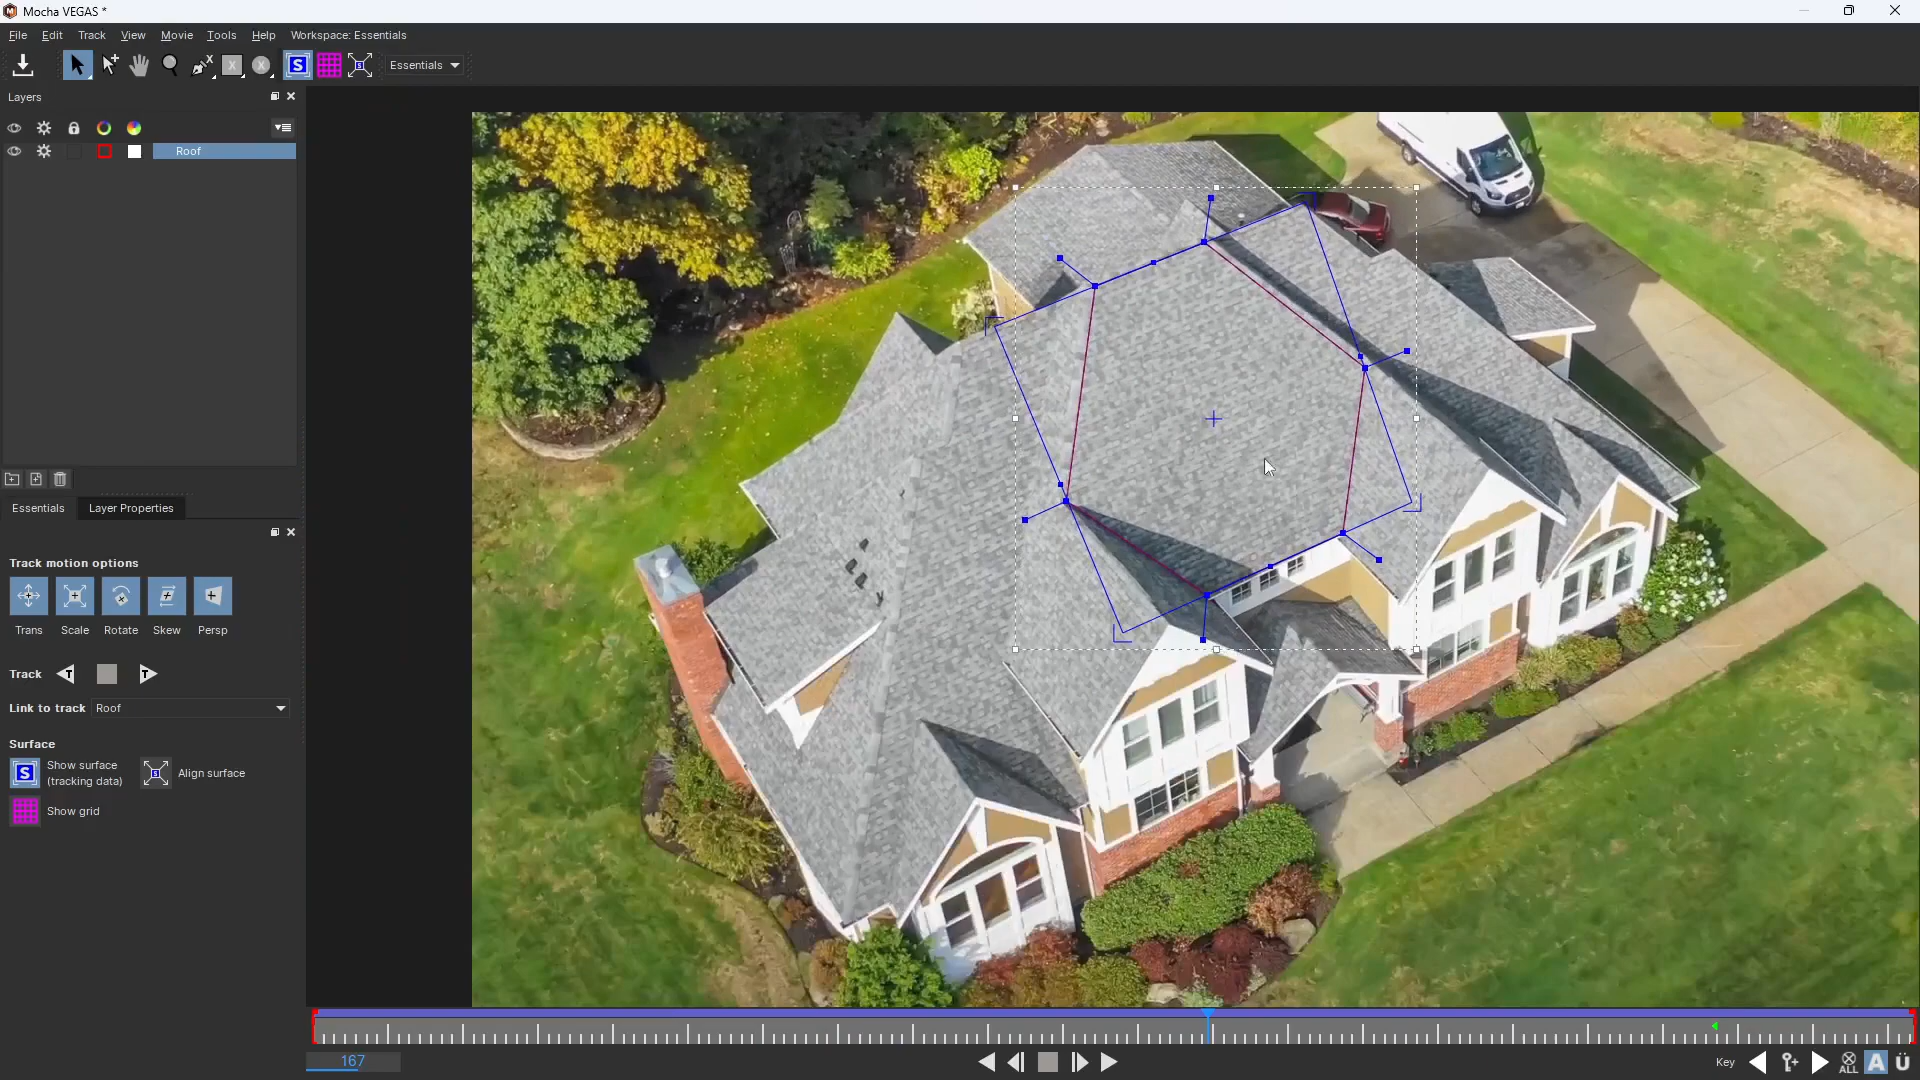 Mocha VEGAS *
File Edit Track View Movie Tools Help Workspace: Essentials
S S Essentials
Layers
Roof
Essentials Layer Properties
Track motion options
Trans Scale Rotate Skew Persp
Track T T
Link to track Roof
Surface
S Show surface
(tracking data)
S Align surface
Show grid
167
Key ALL A Ü